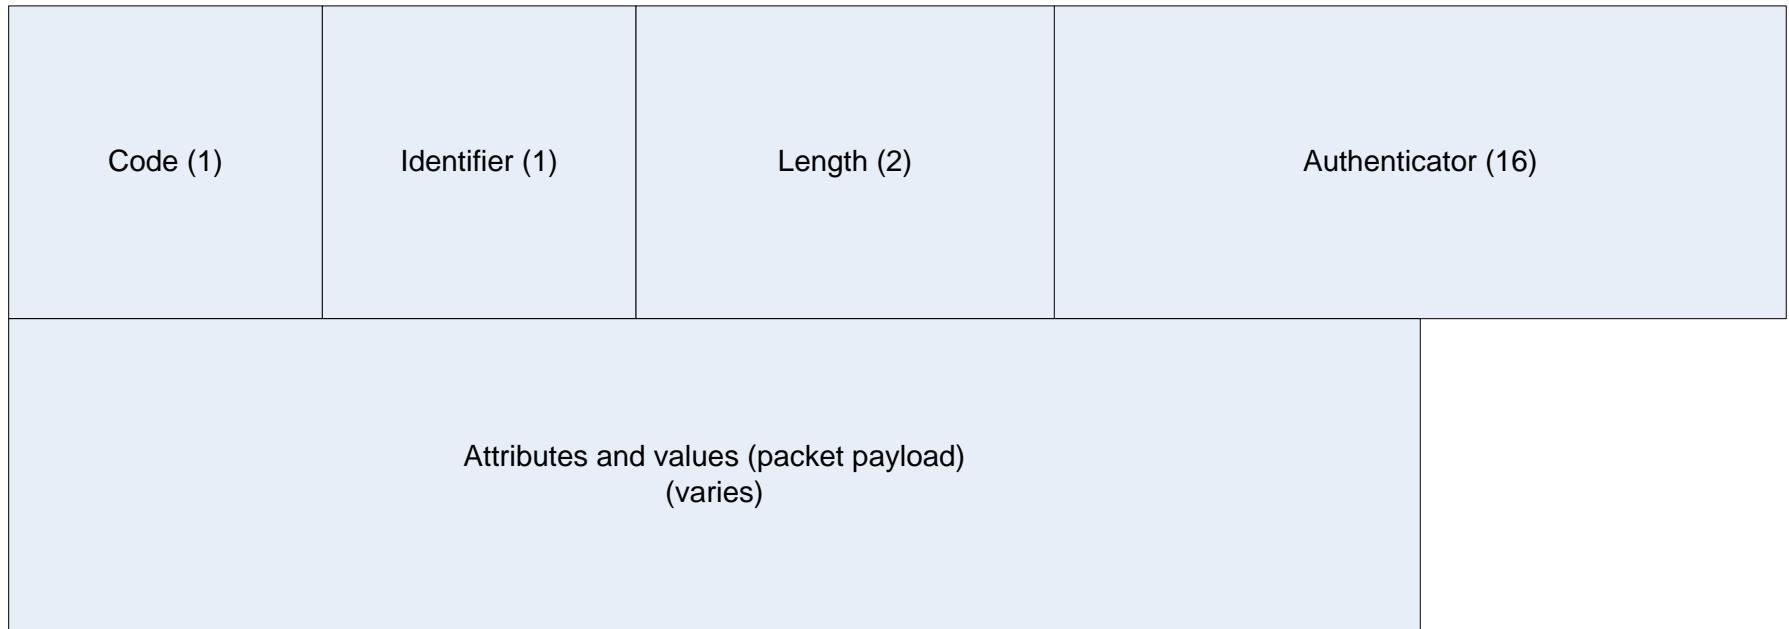 Code (1)
Identifier (1)
Length (2)
Authenticator (16)
Attributes and values (packet payload)
(varies)